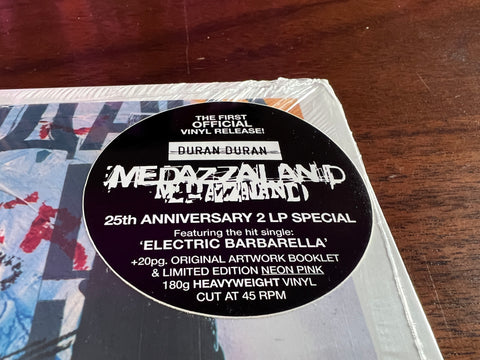 THE FIRST
OFFICIAL
VINYL RELEASE!
DURAN DURAN
MEDAZZALAND
MEDAZZALAND
25th ANNIVERSARY 2 LP SPECIAL
Featuring the hit single:
'ELECTRIC BARBARELLA'
+20pg. ORIGINAL ARTWORK BOOKLET
& LIMITED EDITION NEON PINK
180g HEAVYWEIGHT VINYL
CUT AT 45 RPM